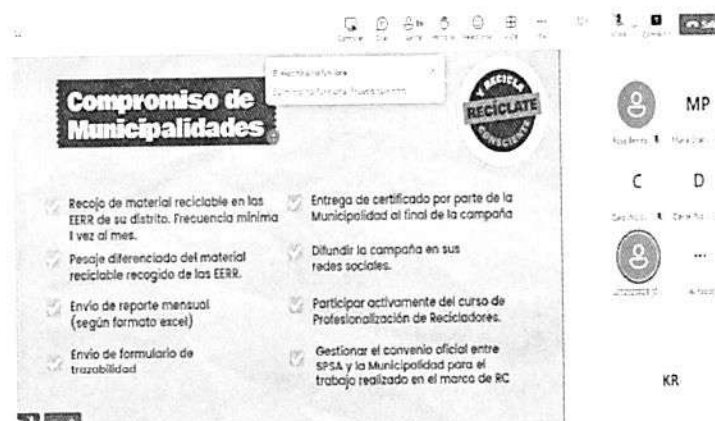 Compromiso de
Municipalidades
Y RECICLA
RECÍCLATE
CONSCIENTE
Recojo de material reciclable en las
EERR de su distrito. Frecuencia mínima
1 vez al mes.
Pesaje diferenciado del material
reciclable recogido de las EERR.
Envío de reporte mensual
(según formato excel)
Envío de formulario de
trazabilidad
Entrega de certificado por parte de la
Municipalidad al final de la campaña
Difundir la campaña en sus
redes sociales.
Participar activamente del curso de
Profesionalización de Recicladores.
Gestionar el convenio oficial entre
SPSA y la Municipalidad para el
trabajo realizado en el marco de RC
MP
C
D
KR